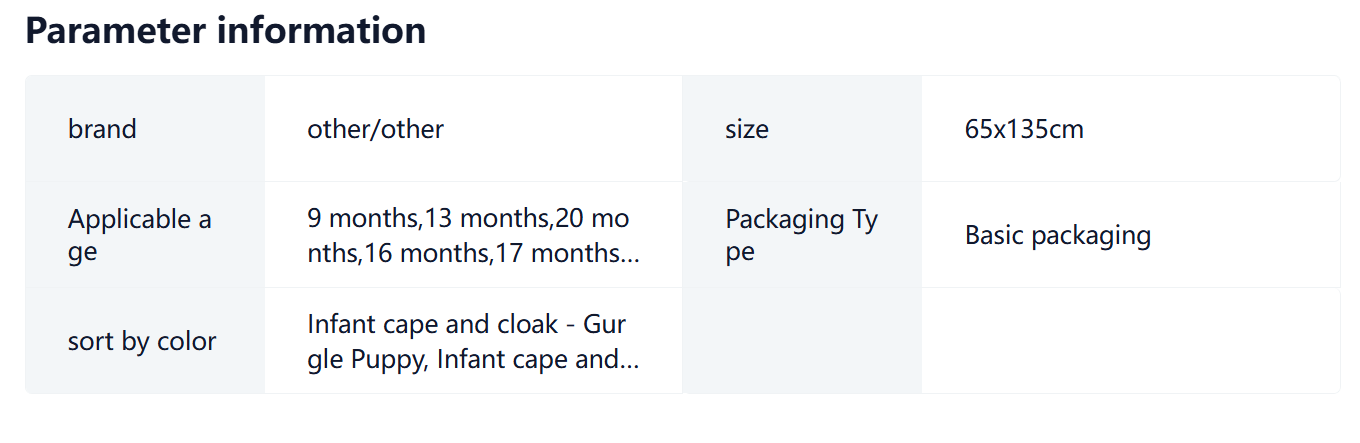 Parameter information
brand
other/other
size
65x135cm
Applicable a
ge
9 months,13 months,20 mo
nths,16 months,17 months...
Packaging Ty
pe
Basic packaging
sort by color
Infant cape and cloak - Gur
gle Puppy, Infant cape and...